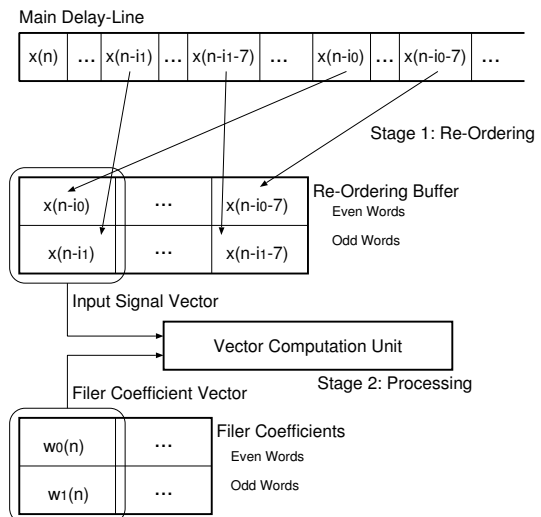 Main Delay-Line
x(n) ... x(n-i1) ... x(n-i1-7) ... x(n-i0) ... x(n-i0-7) ...
Stage 1: Re-Ordering
Re-Ordering Buffer
x(n-i0) ... x(n-i0-7)
Even Words
x(n-i1) ... x(n-i1-7)
Odd Words
Input Signal Vector
Vector Computation Unit
Stage 2: Processing
Filer Coefficient Vector
Filer Coefficients
w0(n) ...
Even Words
w1(n) ...
Odd Words